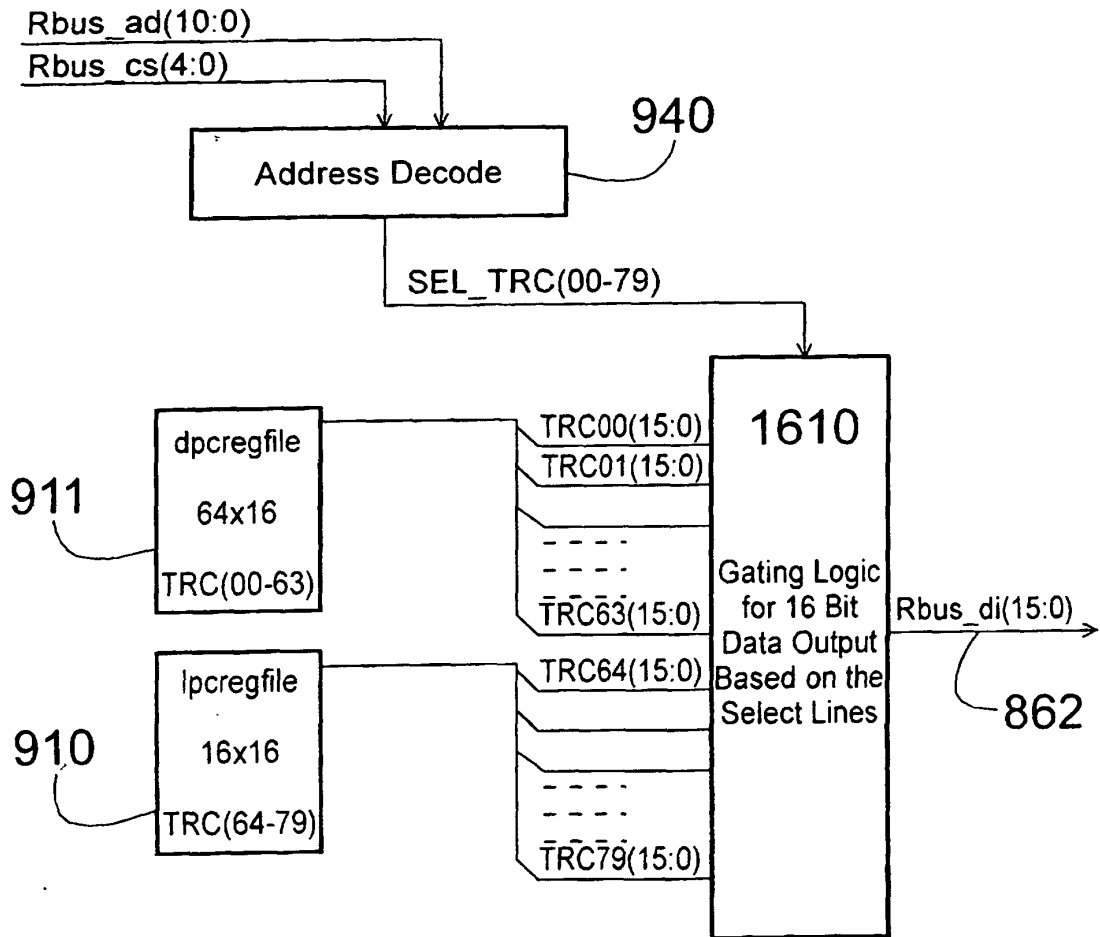 Rbus_ad(10:0)
Rbus_cs(4:0)
940
Address Decode
SEL_TRC(00-79)
dpcregfile
64x16
TRC(00-63)
911
TRC00(15:0)
TRC01(15:0)
TRC63(15:0)
1610
Gating Logic
for 16 Bit
Data Output
Based on the
Select Lines
Rbus_di(15:0)
862
lpcregfile
16x16
TRC(64-79)
910
TRC64(15:0)
TRC79(15:0)